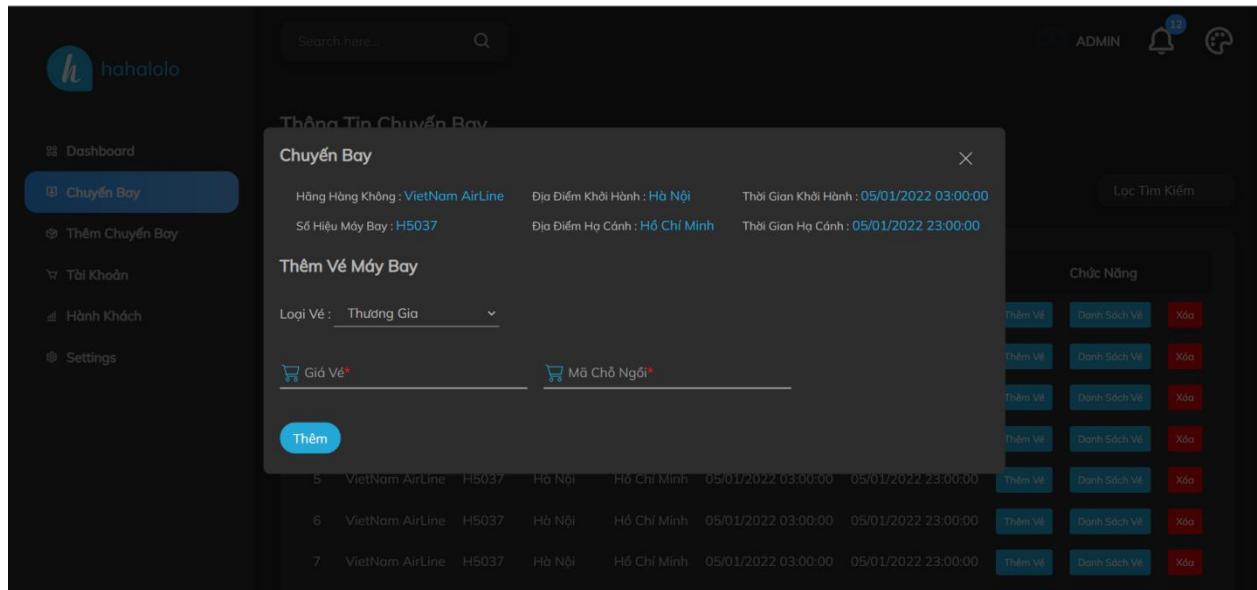 Search here...
12
ADMIN
h hahalolo
Thông Tin Chuyến Bay
Dashboard
Chuyến Bay
Thêm Chuyến Bay
Tài Khoản
Hành Khách
Settings
Lọc Tìm Kiếm
Chuyến Bay
Hãng Hàng Không : VietNam AirLine Địa Điểm Khởi Hành : Hà Nội Thời Gian Khởi Hành : 05/01/2022 03:00:00
Số Hiệu Máy Bay : H5037 Địa Điểm Hạ Cánh : Hồ Chí Minh Thời Gian Hạ Cánh : 05/01/2022 23:00:00
Thêm Vé Máy Bay
Loại Vé : Thương Gia
Giá Vé* Mã Chỗ Ngồi*
Thêm
Chức Năng
Thêm Vé Danh Sách Vé Xóa
Thêm Vé Danh Sách Vé Xóa
Thêm Vé Danh Sách Vé Xóa
Thêm Vé Danh Sách Vé Xóa
5 VietNam AirLine H5037 Hà Nội Hồ Chí Minh 05/01/2022 03:00:00 05/01/2022 23:00:00 Thêm Vé Danh Sách Vé Xóa
6 VietNam AirLine H5037 Hà Nội Hồ Chí Minh 05/01/2022 03:00:00 05/01/2022 23:00:00 Thêm Vé Danh Sách Vé Xóa
7 VietNam AirLine H5037 Hà Nội Hồ Chí Minh 05/01/2022 03:00:00 05/01/2022 23:00:00 Thêm Vé Danh Sách Vé Xóa